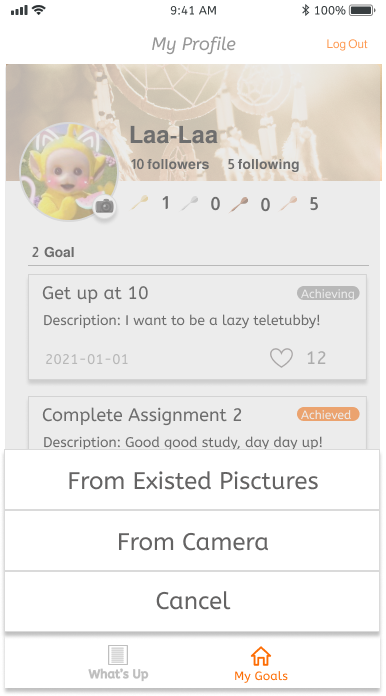 9:41 AM 100%
My Profile Log Out
Laa-Laa
10 followers 5 following
1 0 0 5
2 Goal
Get up at 10 Achieving
Description: I want to be a lazy teletubby!
2021-01-01 12
Complete Assignment 2 Achieved
Description: Good good study, day day up!
From Existed Pisctures
From Camera
Cancel
What's Up My Goals